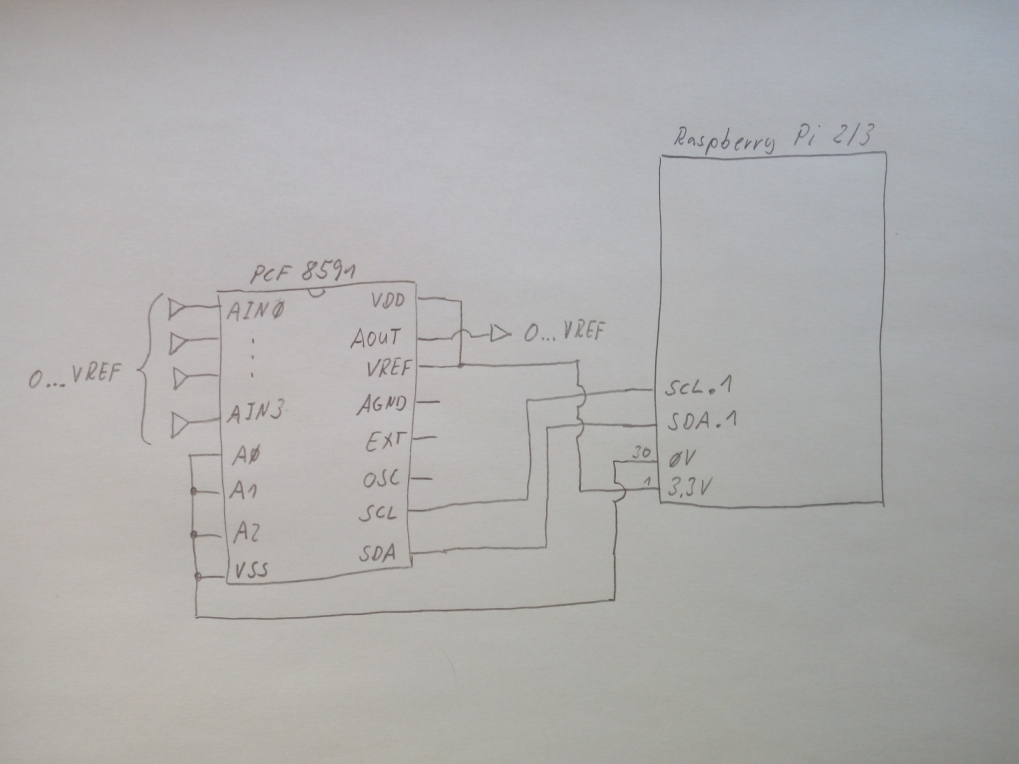 Raspberry Pi 2/3
PCF 8591
0...VREF
AIN0
AIN3
A0
A1
A2
VSS
VDD
AOUT
VREF
AGND
EXT
OSC
SCL
SDA
0...VREF
SCL.1
SDA.1
30 0V
1 3.3V